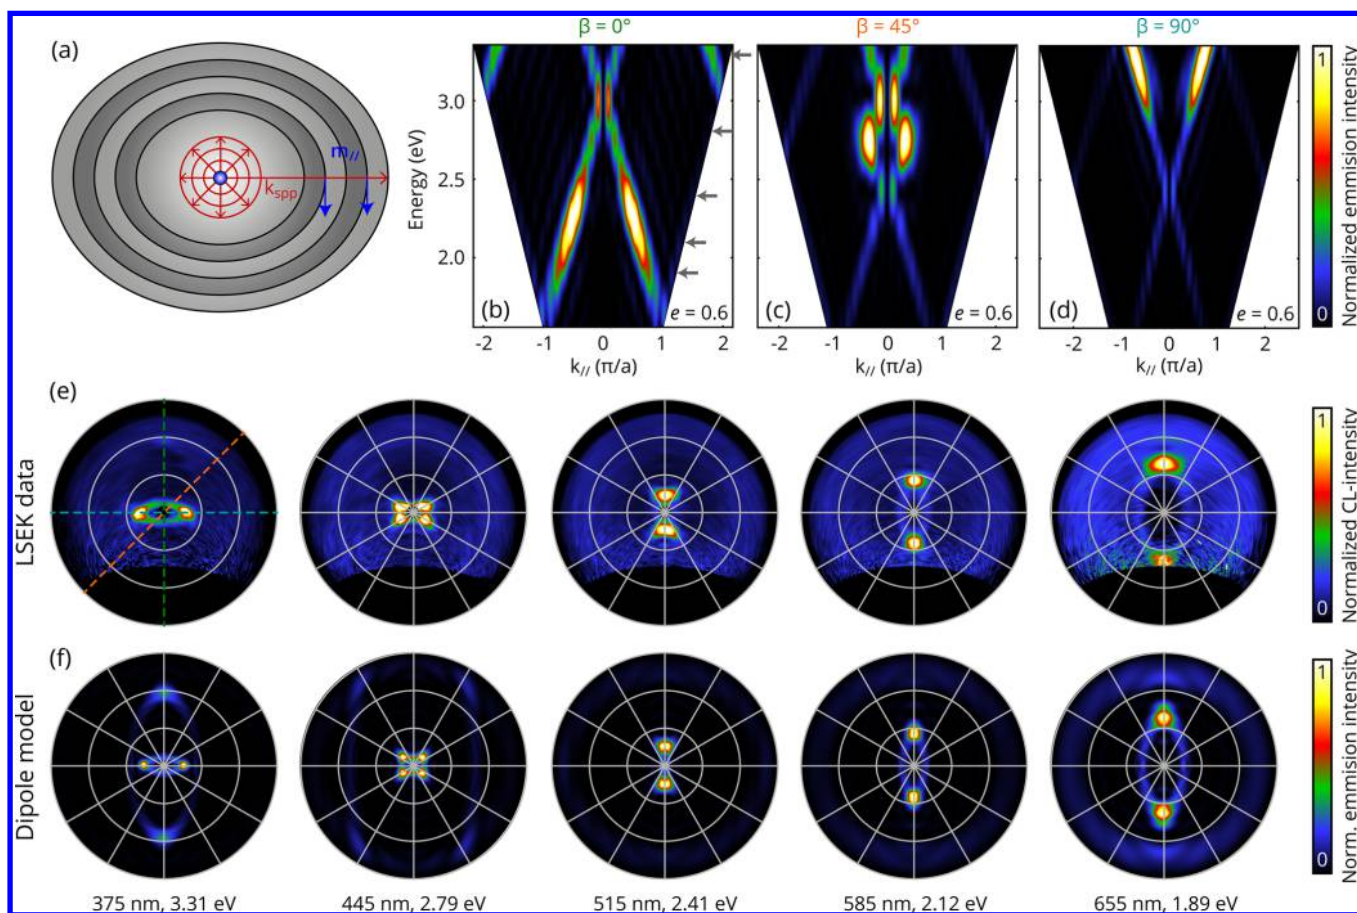 (a)
m//
kspp
β = 0°
β = 45°
β = 90°
Energy (eV)
3.0
2.5
2.0
(b)
e = 0.6
(c)
e = 0.6
(d)
e = 0.6
-2 -1 0 1 2
-2 -1 0 1 2
-2 -1 0 1 2
k// (π/a)
k// (π/a)
k// (π/a)
1
0
Normalized emmision intensity
(e)
LSEK data
1
0
Normalized CL-intensity
(f)
Dipole model
1
0
Norm. emmision intensity
375 nm, 3.31 eV
445 nm, 2.79 eV
515 nm, 2.41 eV
585 nm, 2.12 eV
655 nm, 1.89 eV